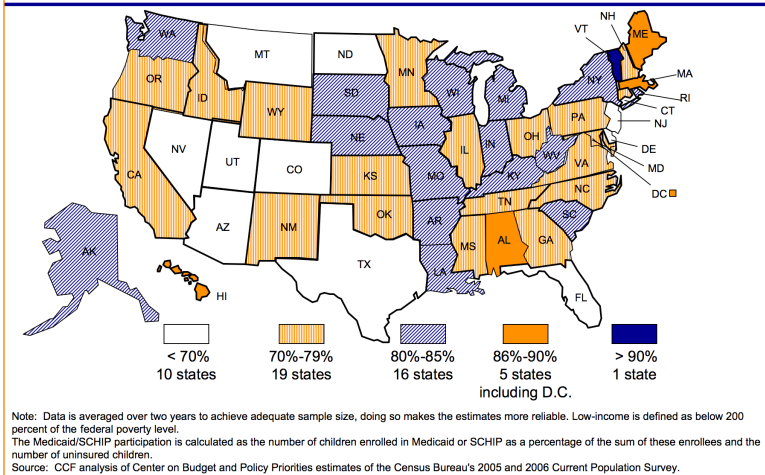 NH
VT
ME
WA
MT
ND
MN
OR
ID
SD
WI
MI
NY
MA
WY
RI
CT
IA
PA
NJ
NE
NV
UT
IL
IN
OH
DE
CO
WV
MD
CA
KS
MO
KY
VA
DC
TN
NC
OK
AR
SC
AZ
NM
MS
AL
GA
AK
LA
TX
HI
FL
< 70%
70%-79%
80%-85%
86%-90%
> 90%
10 states
19 states
16 states
5 states
1 state
including D.C.
Note: Data is averaged over two years to achieve adequate sample size, doing so makes the estimates more reliable. Low-income is defined as below 200
percent of the federal poverty level.
The Medicaid/SCHIP participation is calculated as the number of children enrolled in Medicaid or SCHIP as a percentage of the sum of these enrollees and the
number of uninsured children.
Source: CCF analysis of Center on Budget and Policy Priorities estimates of the Census Bureau's 2005 and 2006 Current Population Survey.